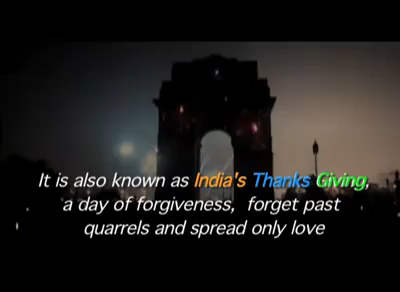 It is also known as India's Thanks Giving,
a day of forgiveness,  forget past
quarrels and spread only love